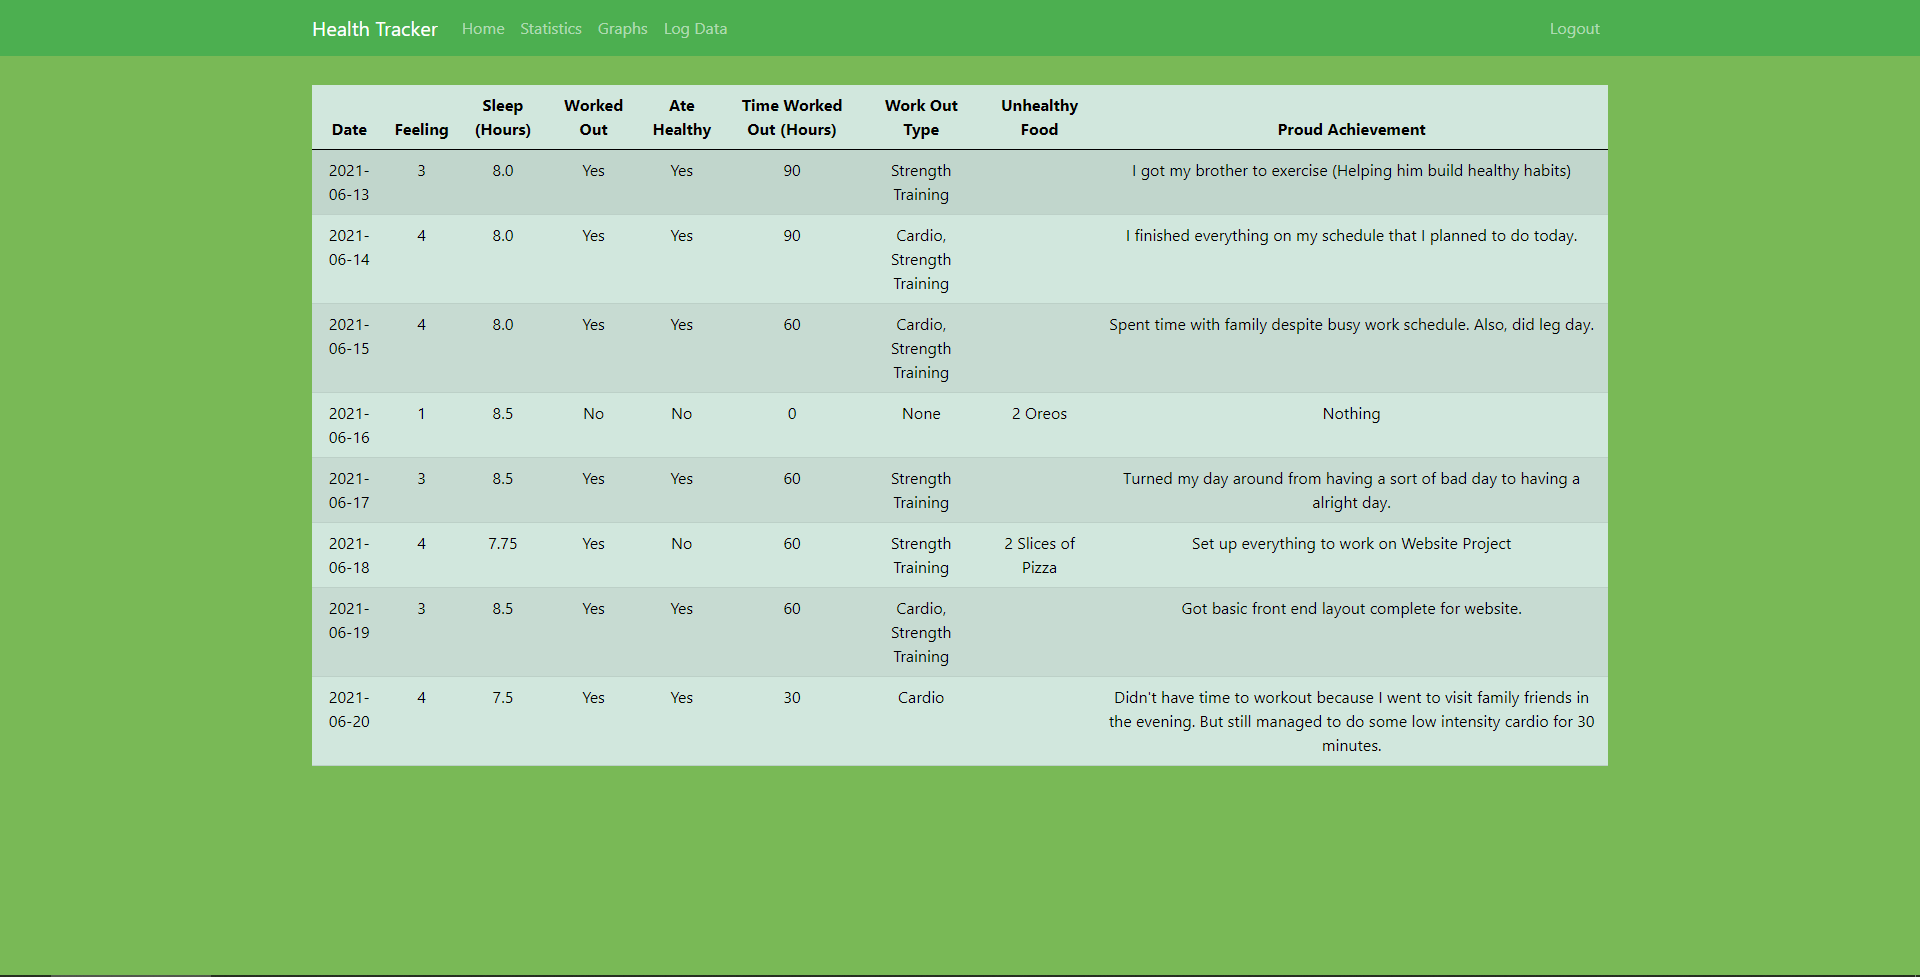 Health Tracker Home Statistics Graphs Log Data Logout
Date Feeling Sleep (Hours) Worked Out Ate Healthy Time Worked Out (Hours) Work Out Type Unhealthy Food Proud Achievement
2021-06-13 3 8.0 Yes Yes 90 Strength Training I got my brother to exercise (Helping him build healthy habits)
2021-06-14 4 8.0 Yes Yes 90 Cardio, Strength Training I finished everything on my schedule that I planned to do today.
2021-06-15 4 8.0 Yes Yes 60 Cardio, Strength Training Spent time with family despite busy work schedule. Also, did leg day.
2021-06-16 1 8.5 No No 0 None 2 Oreos Nothing
2021-06-17 3 8.5 Yes Yes 60 Strength Training Turned my day around from having a sort of bad day to having a alright day.
2021-06-18 4 7.75 Yes No 60 Strength Training 2 Slices of Pizza Set up everything to work on Website Project
2021-06-19 3 8.5 Yes Yes 60 Cardio, Strength Training Got basic front end layout complete for website.
2021-06-20 4 7.5 Yes Yes 30 Cardio Didn't have time to workout because I went to visit family friends in the evening. But still managed to do some low intensity cardio for 30 minutes.